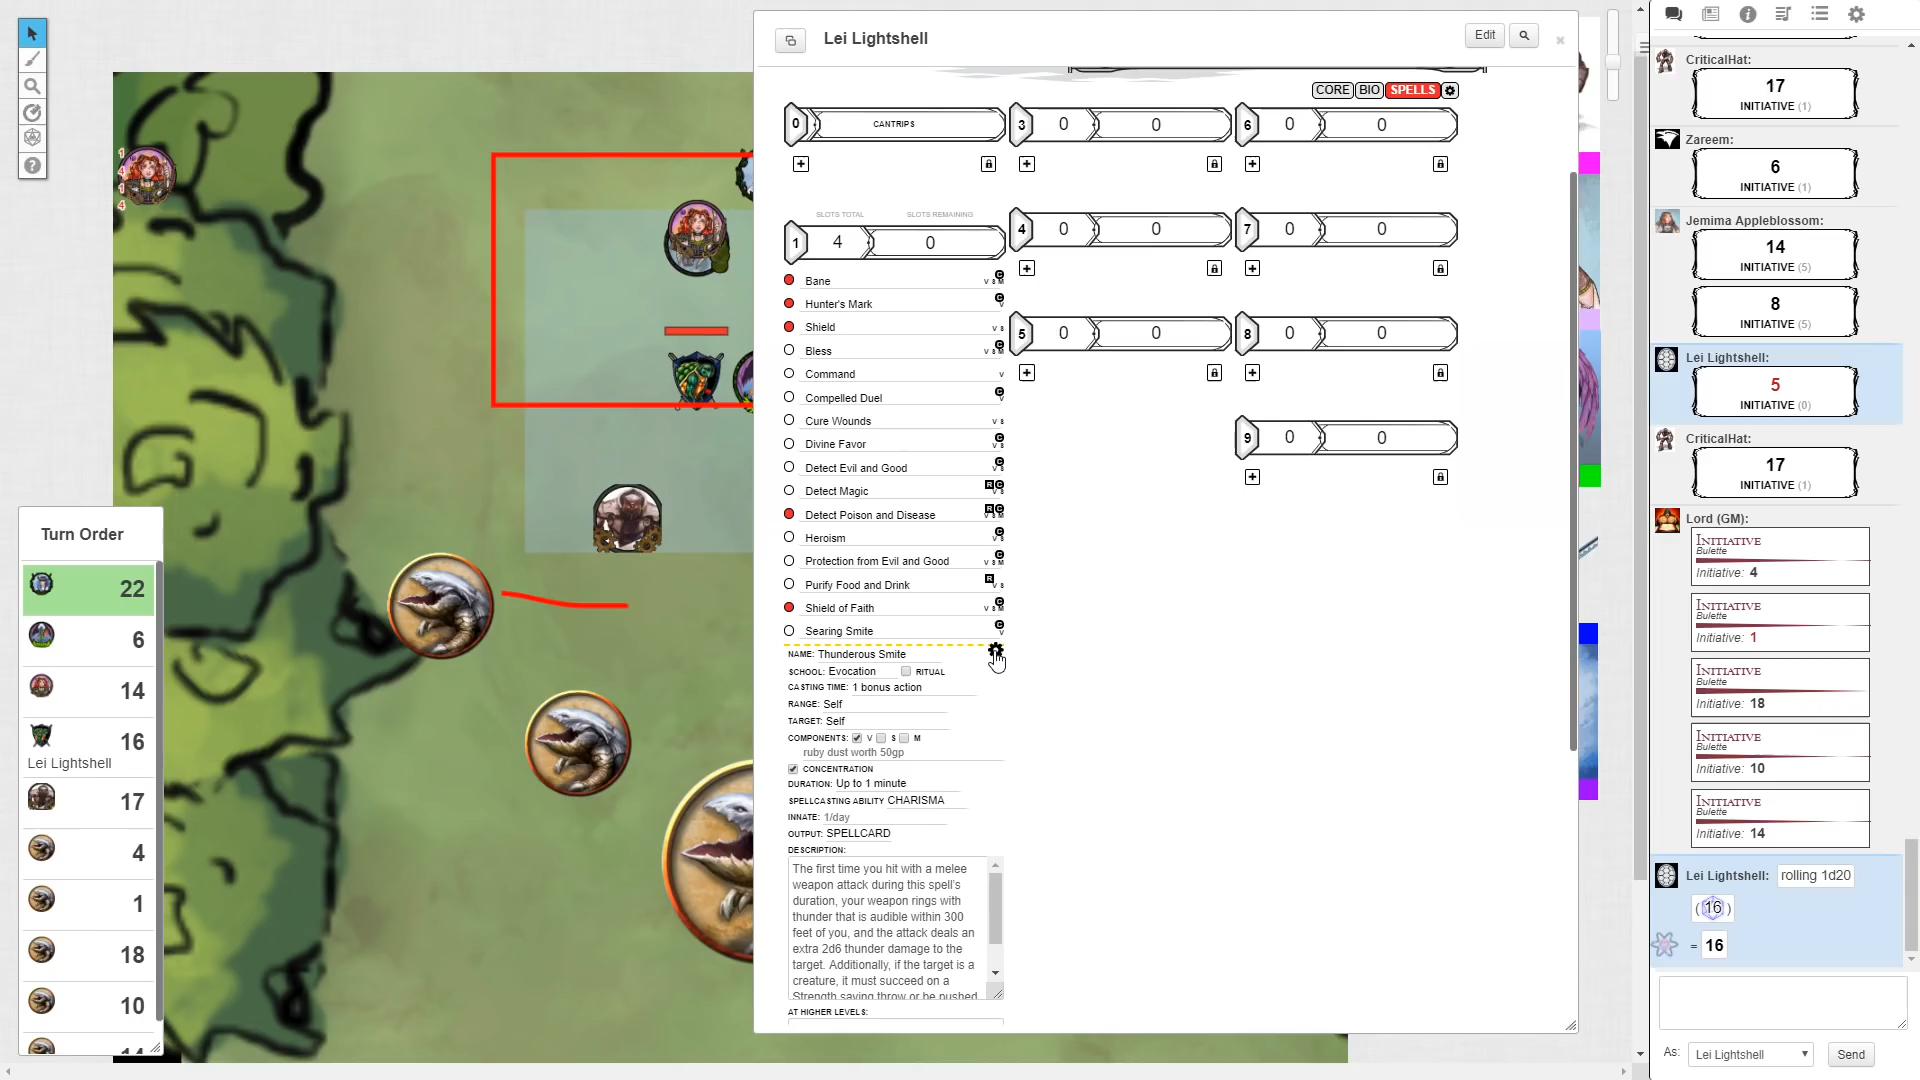 Lei Lightshell
Edit
CORE BIO SPELLS
0 CANTRIPS
3 0 0
6 0 0
SLOTS TOTAL SLOTS REMAINING
1 4 0
4 0 0
7 0 0
5 0 0
8 0 0
9 0 0
Bane V S M C
Hunter's Mark V C
Shield V S
Bless V S M C
Command V
Compelled Duel V C
Cure Wounds V S
Divine Favor V S C
Detect Evil and Good V S C
Detect Magic R C V S
Detect Poison and Disease R C V S M
Heroism C V S
Protection from Evil and Good C V S M
Purify Food and Drink R V S
Shield of Faith C V S M
Searing Smite C V
NAME: Thunderous Smite
SCHOOL: Evocation RITUAL
CASTING TIME: 1 bonus action
RANGE: Self
TARGET: Self
COMPONENTS: V S M
ruby dust worth 50gp
CONCENTRATION
DURATION: Up to 1 minute
SPELLCASTING ABILITY CHARISMA
INNATE: 1/day
OUTPUT: SPELLCARD
DESCRIPTION:
The first time you hit with a melee
weapon attack during this spell's
duration, your weapon rings with
thunder that is audible within 300
feet of you, and the attack deals an
extra 2d6 thunder damage to the
target. Additionally, if the target is a
creature, it must succeed on a
Strength saving throw or be pushed
AT HIGHER LEVELS:
1
4
1
4
Turn Order
22
6
14
16
Lei Lightshell
17
4
1
18
10
14
CriticalHat:
17
INITIATIVE (1)
Zareem:
6
INITIATIVE (1)
Jemima Appleblossom:
14
INITIATIVE (5)
8
INITIATIVE (5)
Lei Lightshell:
5
INITIATIVE (0)
CriticalHat:
17
INITIATIVE (1)
Lord (GM):
INITIATIVE
Bulette
Initiative: 4
INITIATIVE
Bulette
Initiative: 1
INITIATIVE
Bulette
Initiative: 18
INITIATIVE
Bulette
Initiative: 10
INITIATIVE
Bulette
Initiative: 14
Lei Lightshell: rolling 1d20
(16)
= 16
As: Lei Lightshell Send